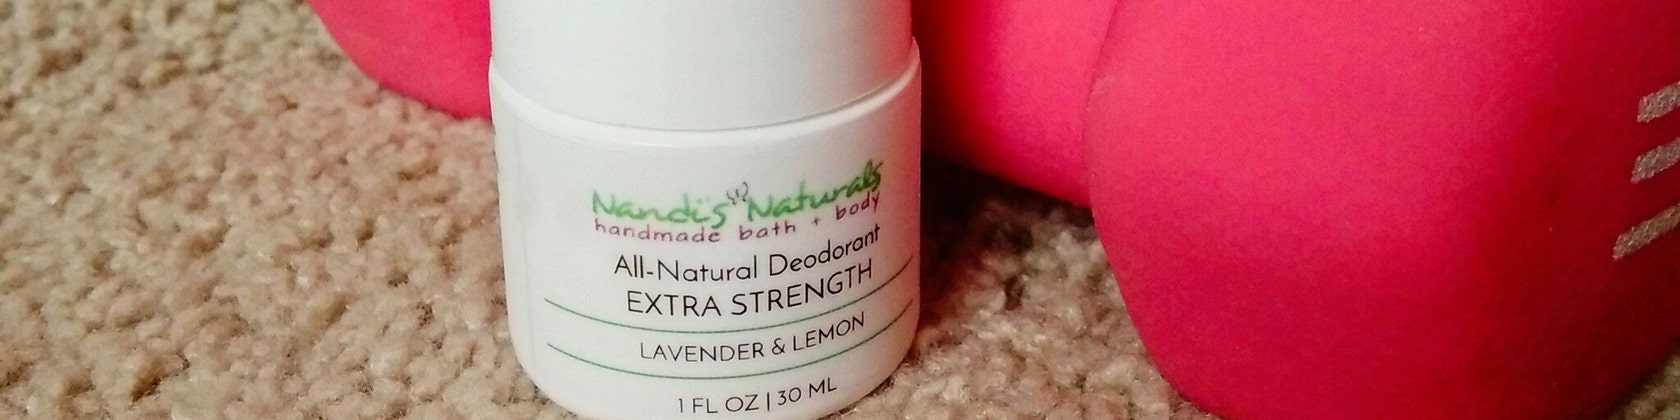 Nandi's Naturals
handmade bath + body
All-Natural Deodorant
EXTRA STRENGTH
LAVENDER & LEMON
1 FL OZ | 30 ML